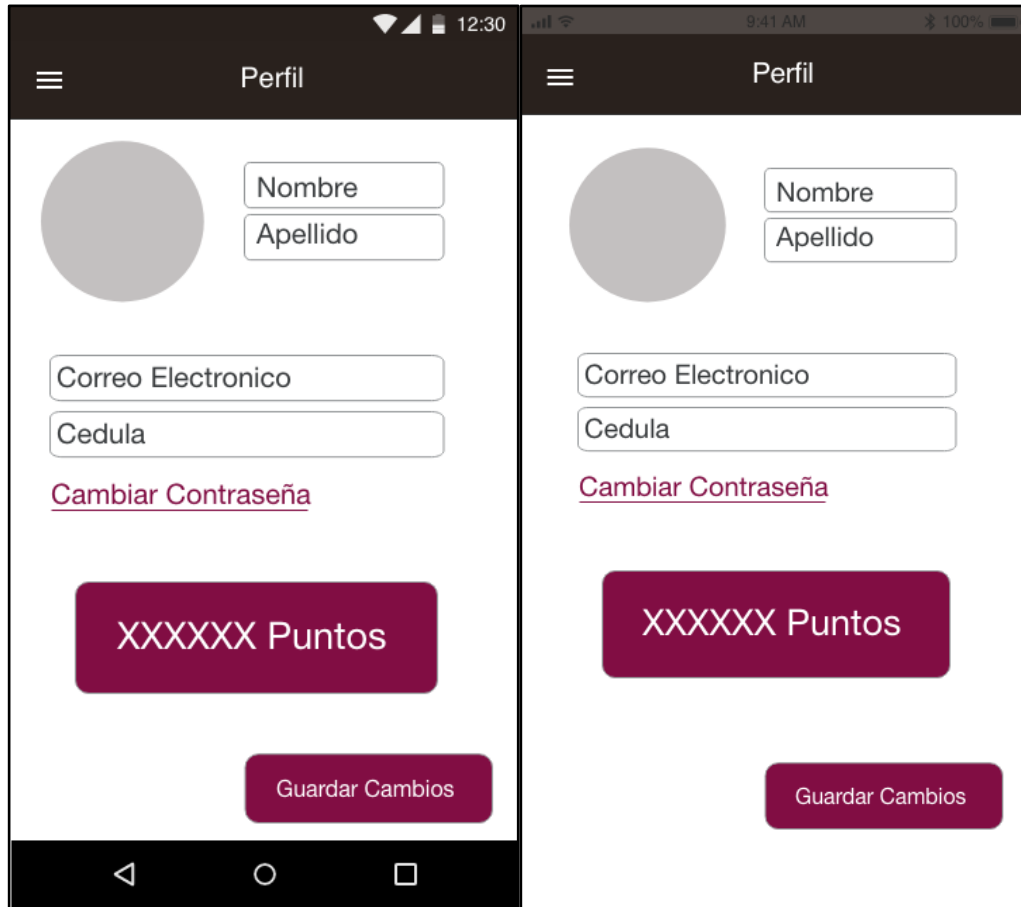 12:30
Perfil
Nombre
Apellido
Correo Electronico
Cedula
Cambiar Contraseña
XXXXXX Puntos
Guardar Cambios
9:41 AM
100%
Perfil
Nombre
Apellido
Correo Electronico
Cedula
Cambiar Contraseña
XXXXXX Puntos
Guardar Cambios